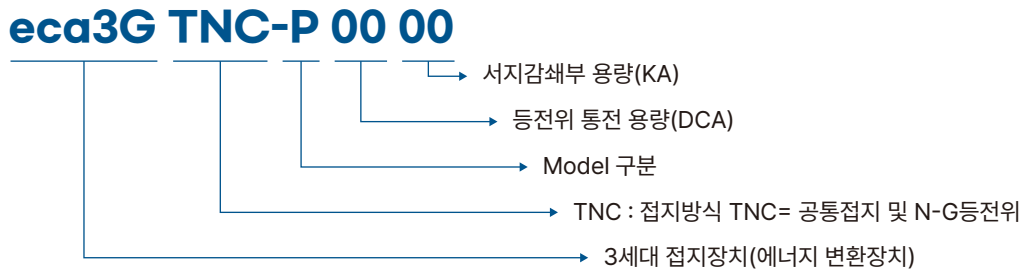 eca3G TNC-P 00 00
서지감쇄부 용량(KA)
등전위 통전 용량(DCA)
Model 구분
TNC : 접지방식 TNC= 공통접지 및 N-G등전위
3세대 접지장치(에너지 변환장치)